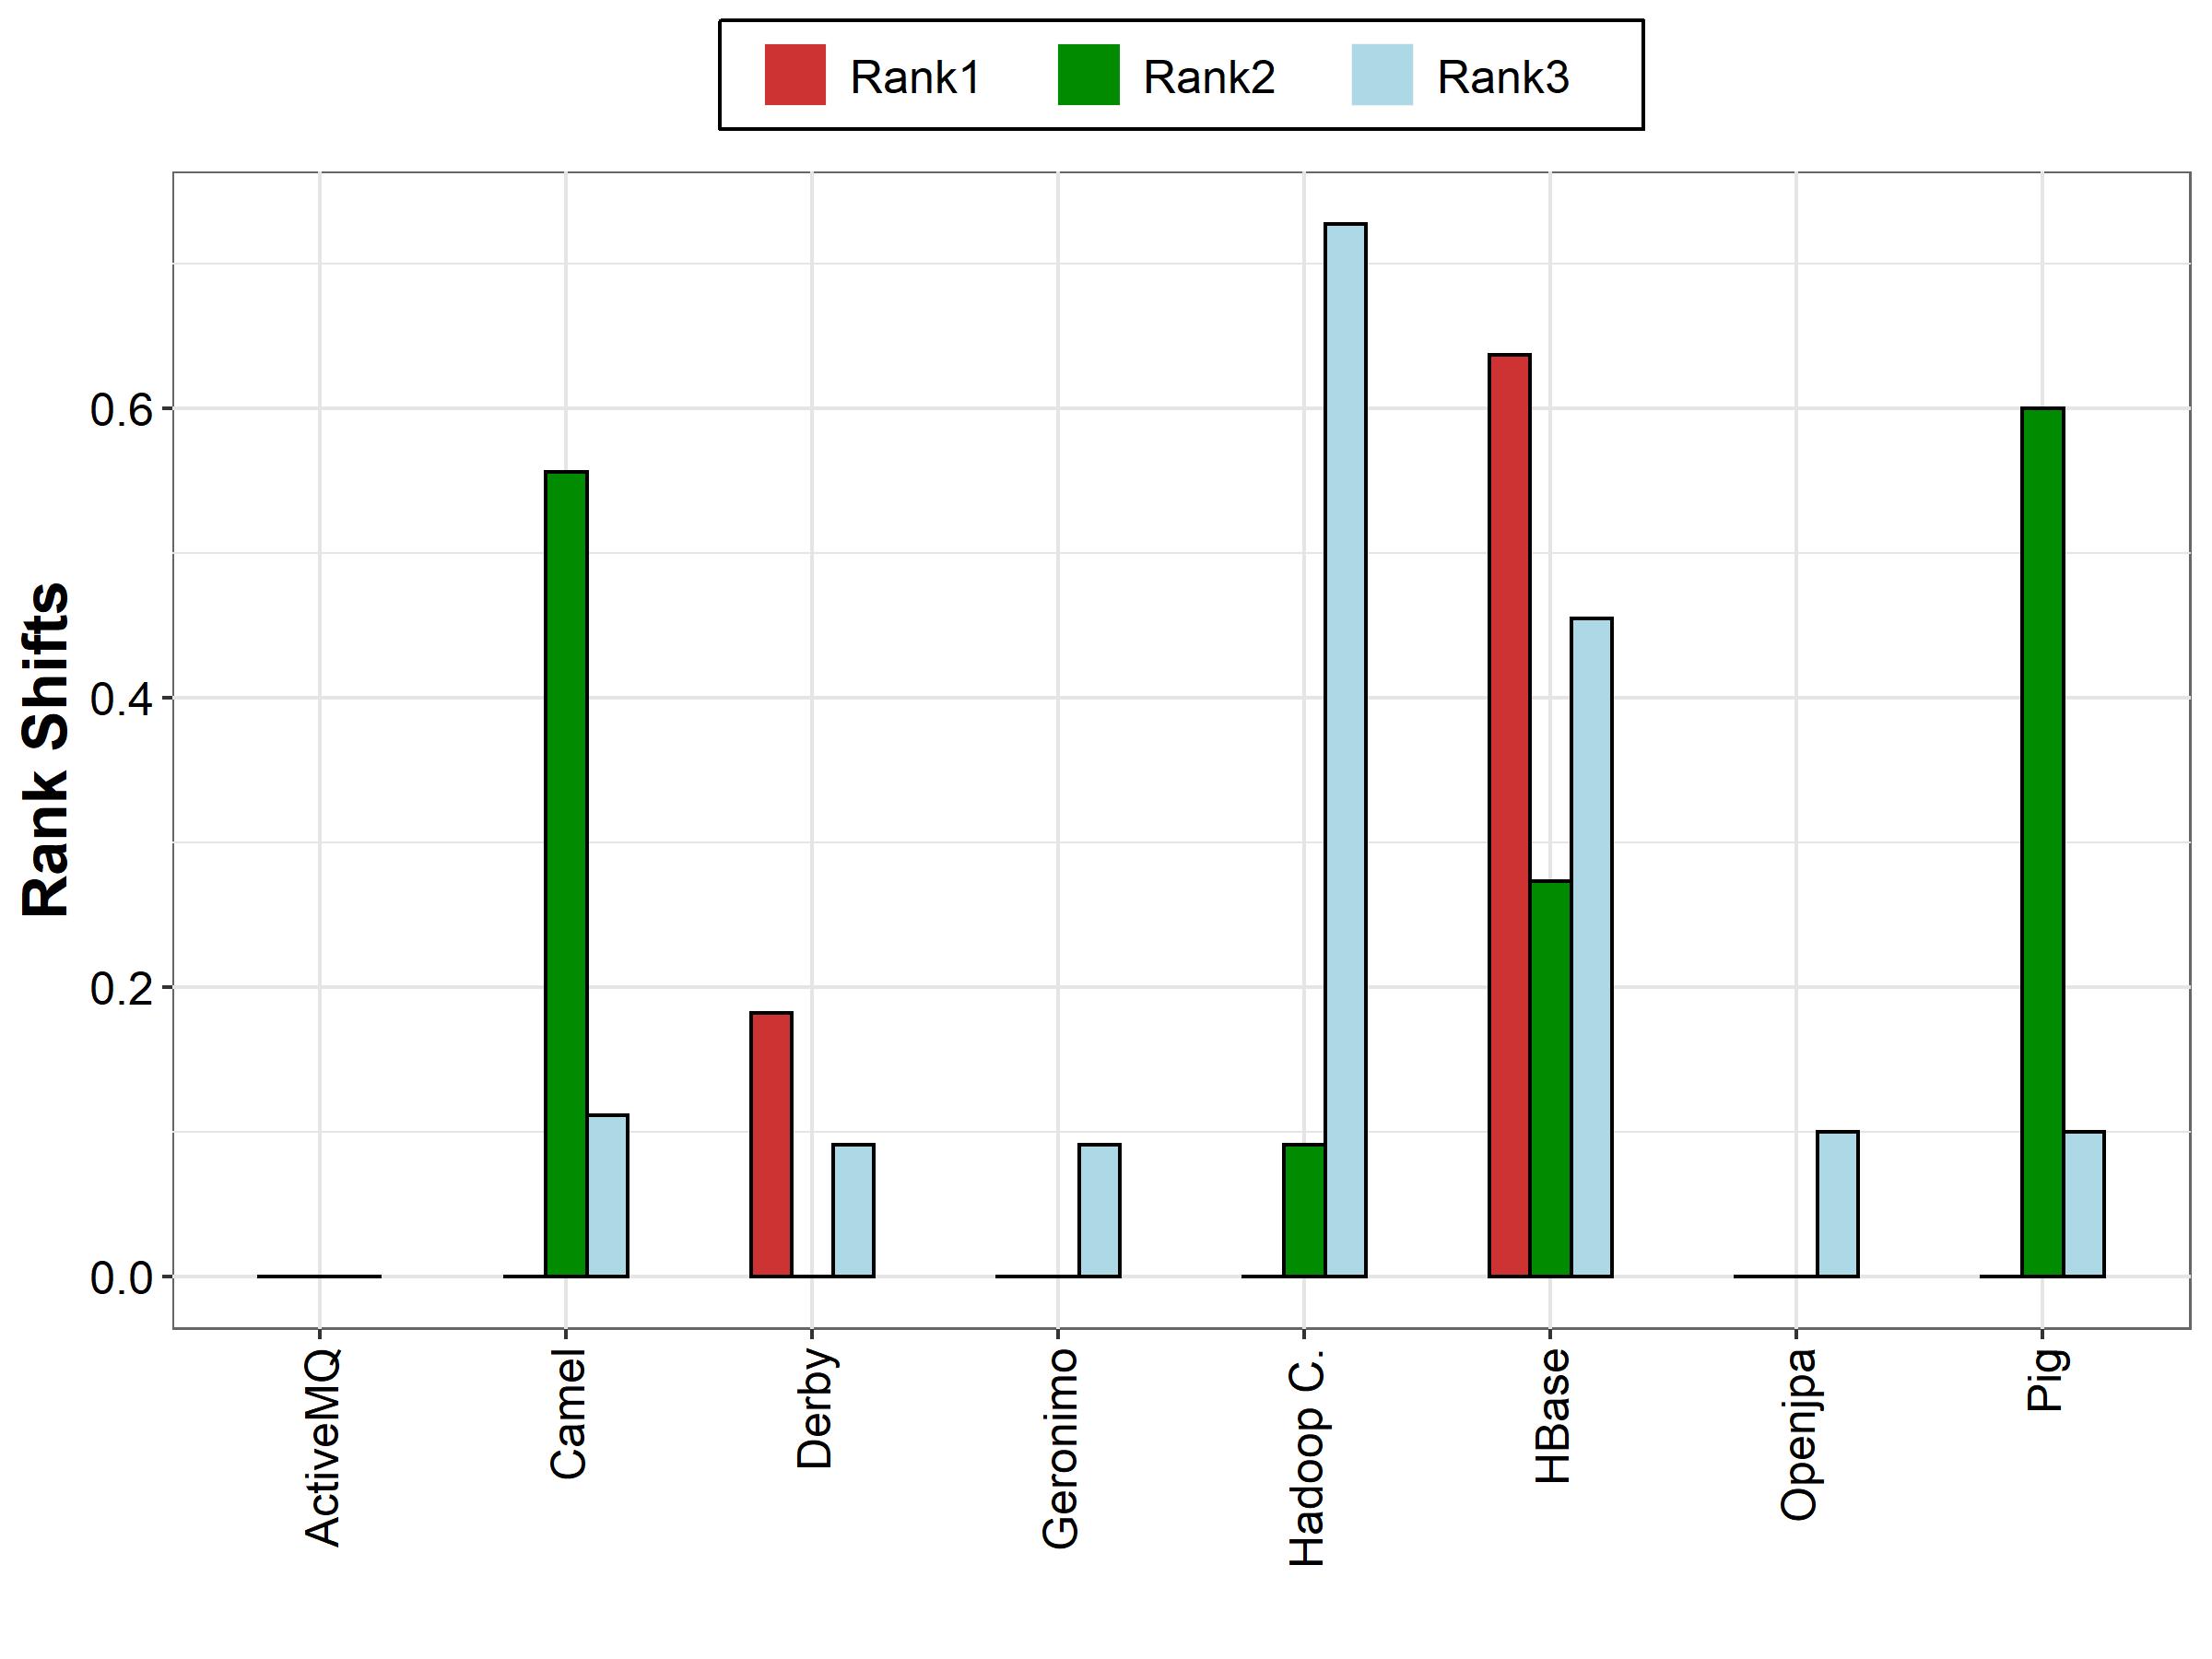 Rank1 Rank2 Rank3
Rank Shifts
0.6
0.4
0.2
0.0
ActiveMQ
Camel
Derby
Geronimo
Hadoop C.
HBase
Openjpa
Pig